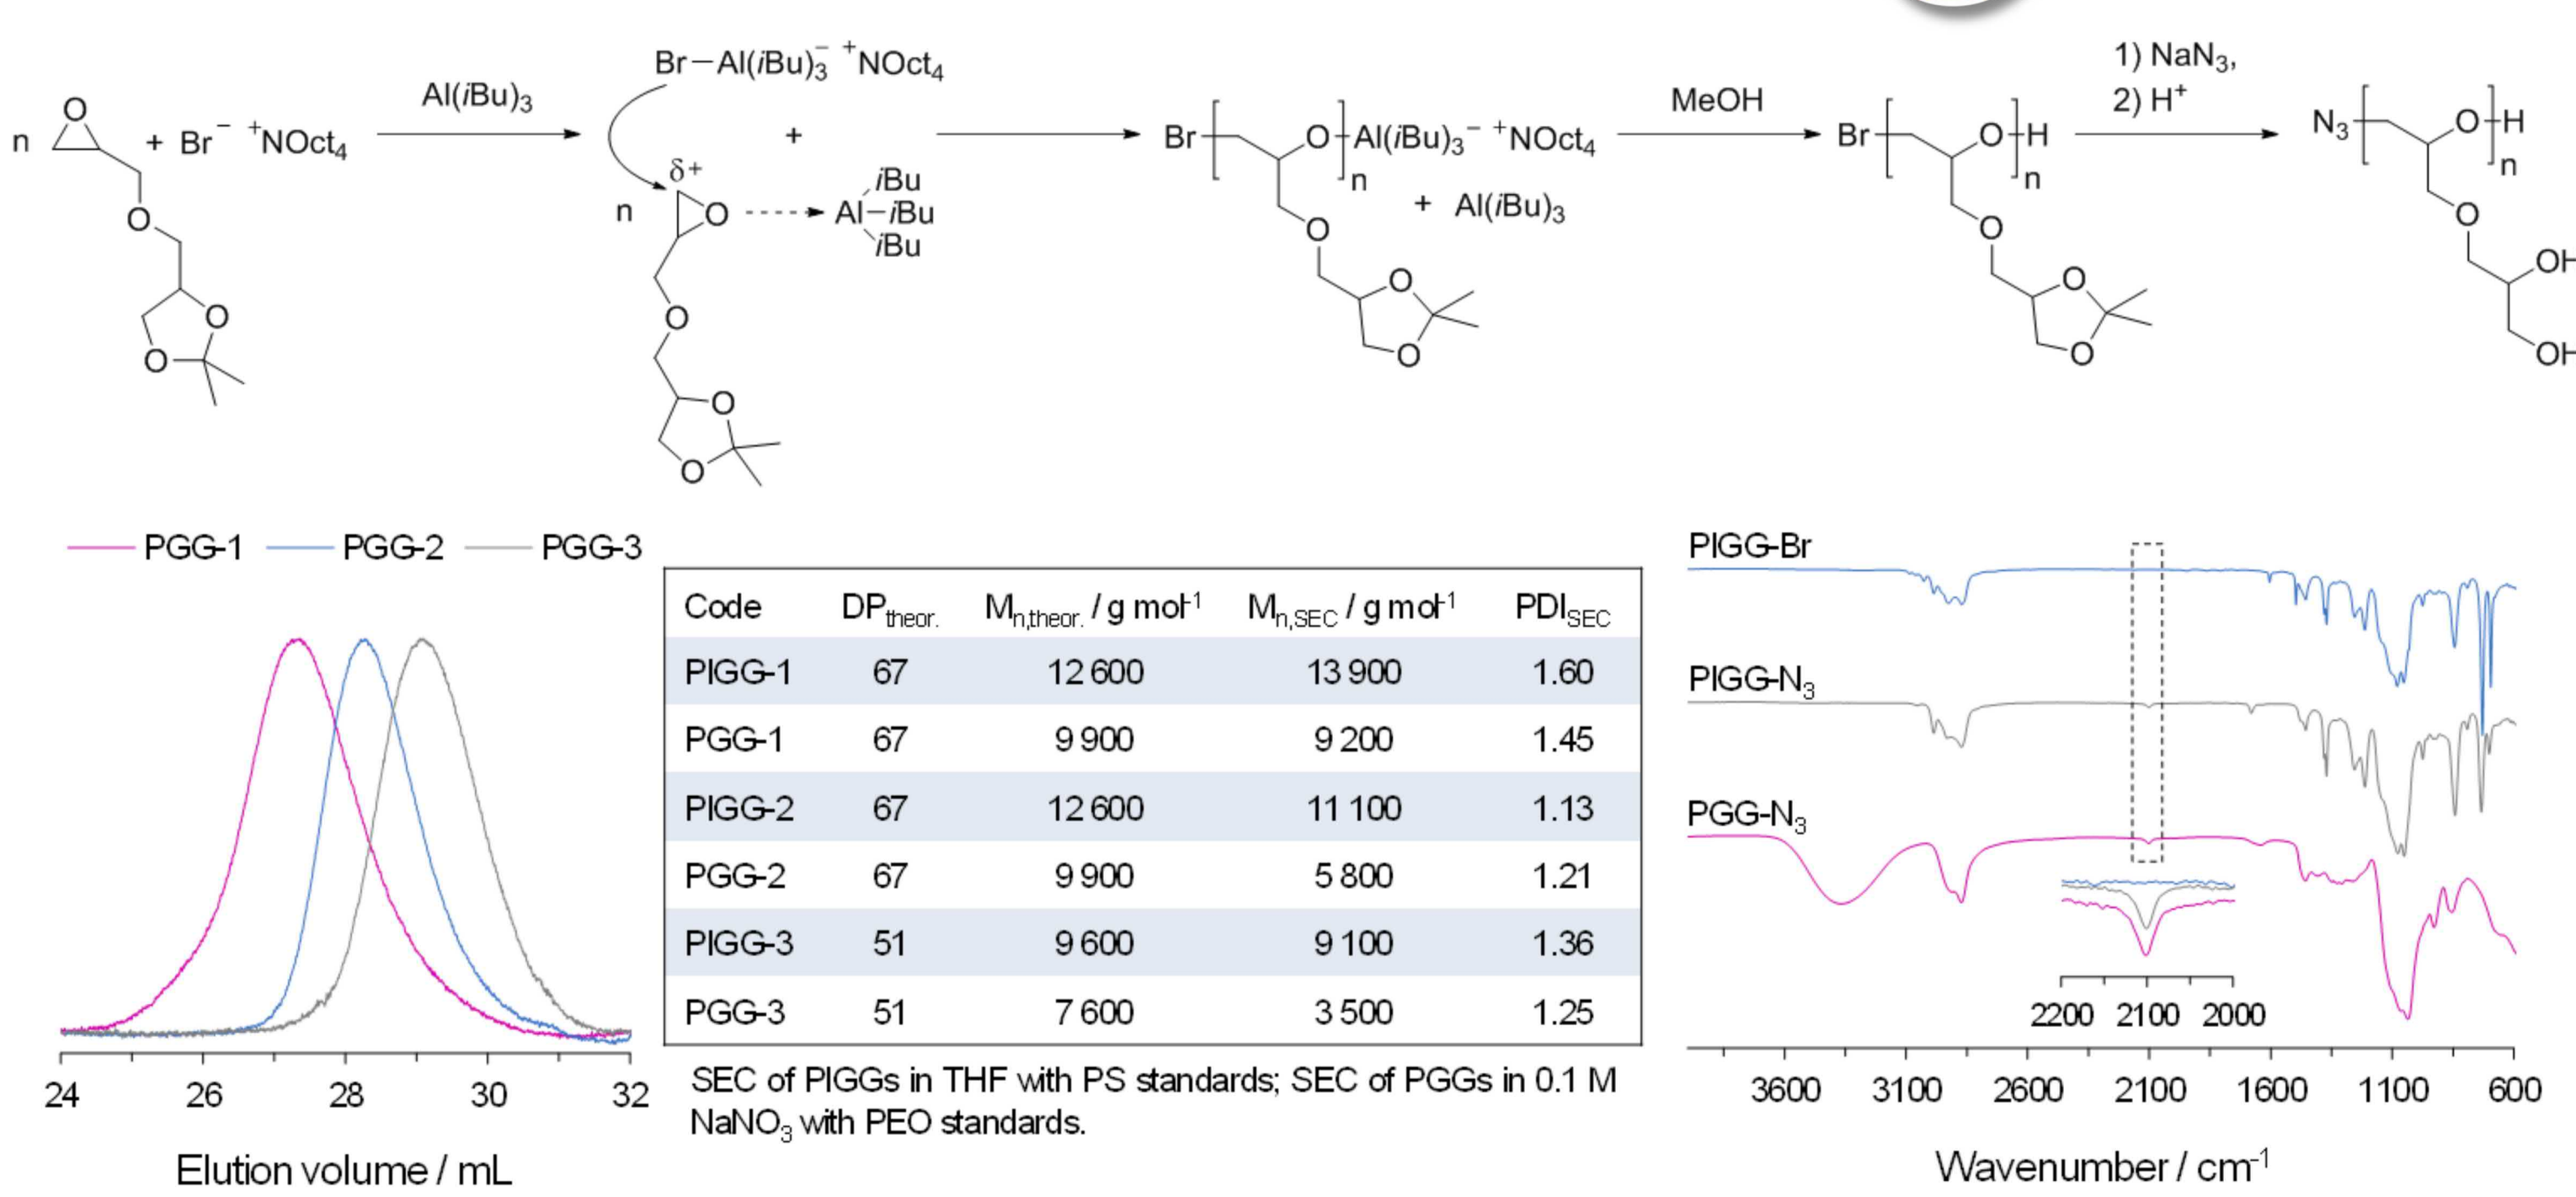 n
O
O
O
O
+ Br⁻ ⁺NOct₄
Al(iBu)₃
Br–Al(iBu)₃⁻ ⁺NOct₄
+
δ+
n
O
Al
iBu
iBu
iBu
O
O
O
Br
O
Al(iBu)₃⁻ ⁺NOct₄
n
+ Al(iBu)₃
O
O
O
MeOH
Br
O
H
n
O
O
O
1) NaN₃,
2) H⁺
N₃
O
H
n
O
OH
OH
PGG-1 PGG-2 PGG-3
24 26 28 30 32
Elution volume / mL
Code DPtheor. Mn,theor. / g mol⁻¹ Mn,SEC / g mol⁻¹ PDISEC
PIGG-1 67 12 600 13 900 1.60
PGG-1 67 9 900 9 200 1.45
PIGG-2 67 12 600 11 100 1.13
PGG-2 67 9 900 5 800 1.21
PIGG-3 51 9 600 9 100 1.36
PGG-3 51 7 600 3 500 1.25
SEC of PIGGs in THF with PS standards; SEC of PGGs in 0.1 M
NaNO₃ with PEO standards.
PIGG-Br
PIGG-N₃
PGG-N₃
2200 2100 2000
3600 3100 2600 2100 1600 1100 600
Wavenumber / cm⁻¹